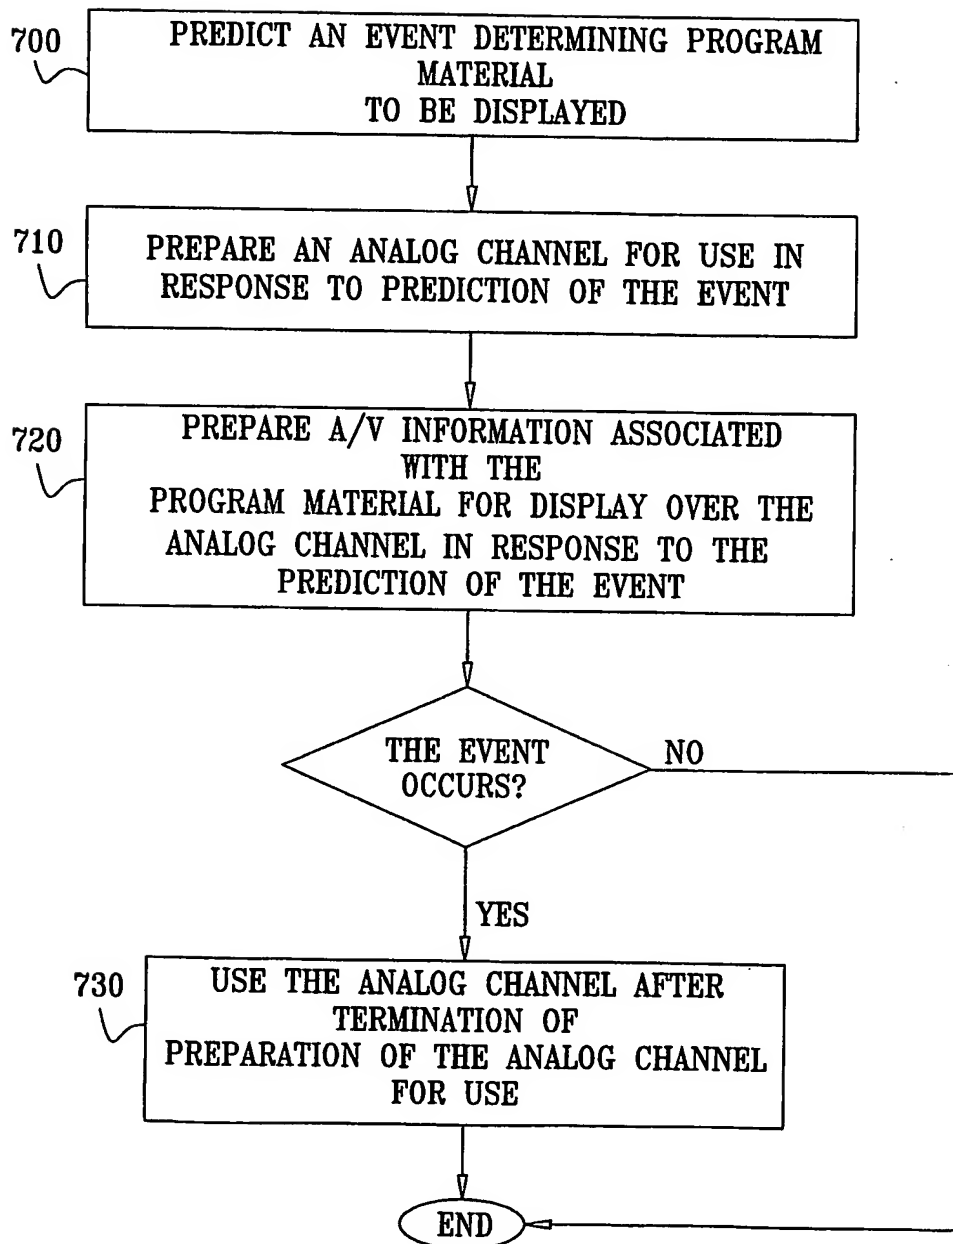 700
PREDICT AN EVENT DETERMINING PROGRAM
MATERIAL
TO BE DISPLAYED
710
PREPARE AN ANALOG CHANNEL FOR USE IN
RESPONSE TO PREDICTION OF THE EVENT
720
PREPARE A/V INFORMATION ASSOCIATED
WITH THE
PROGRAM MATERIAL FOR DISPLAY OVER THE
ANALOG CHANNEL IN RESPONSE TO THE
PREDICTION OF THE EVENT
THE EVENT
OCCURS?
NO
YES
730
USE THE ANALOG CHANNEL AFTER
TERMINATION OF
PREPARATION OF THE ANALOG CHANNEL
FOR USE
END